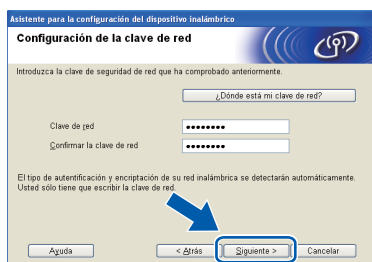 Asistente para la configuración del dispositivo inalámbrico
Configuración de la clave de
red
Introduzca la clave de seguridad de red que ha comprobado anteriormente.
¿Dónde está mi clave de red?
Clave de red
●●●●●●●●
Confirmar la clave de red
●●●●●●●●
El tipo de autentificación y encriptación de su red inalámbrica se detectarán automáticamente.
Usted sólo tiene que escribir la clave de red.
Ayuda
< Atrás
Siguiente >
Cancelar